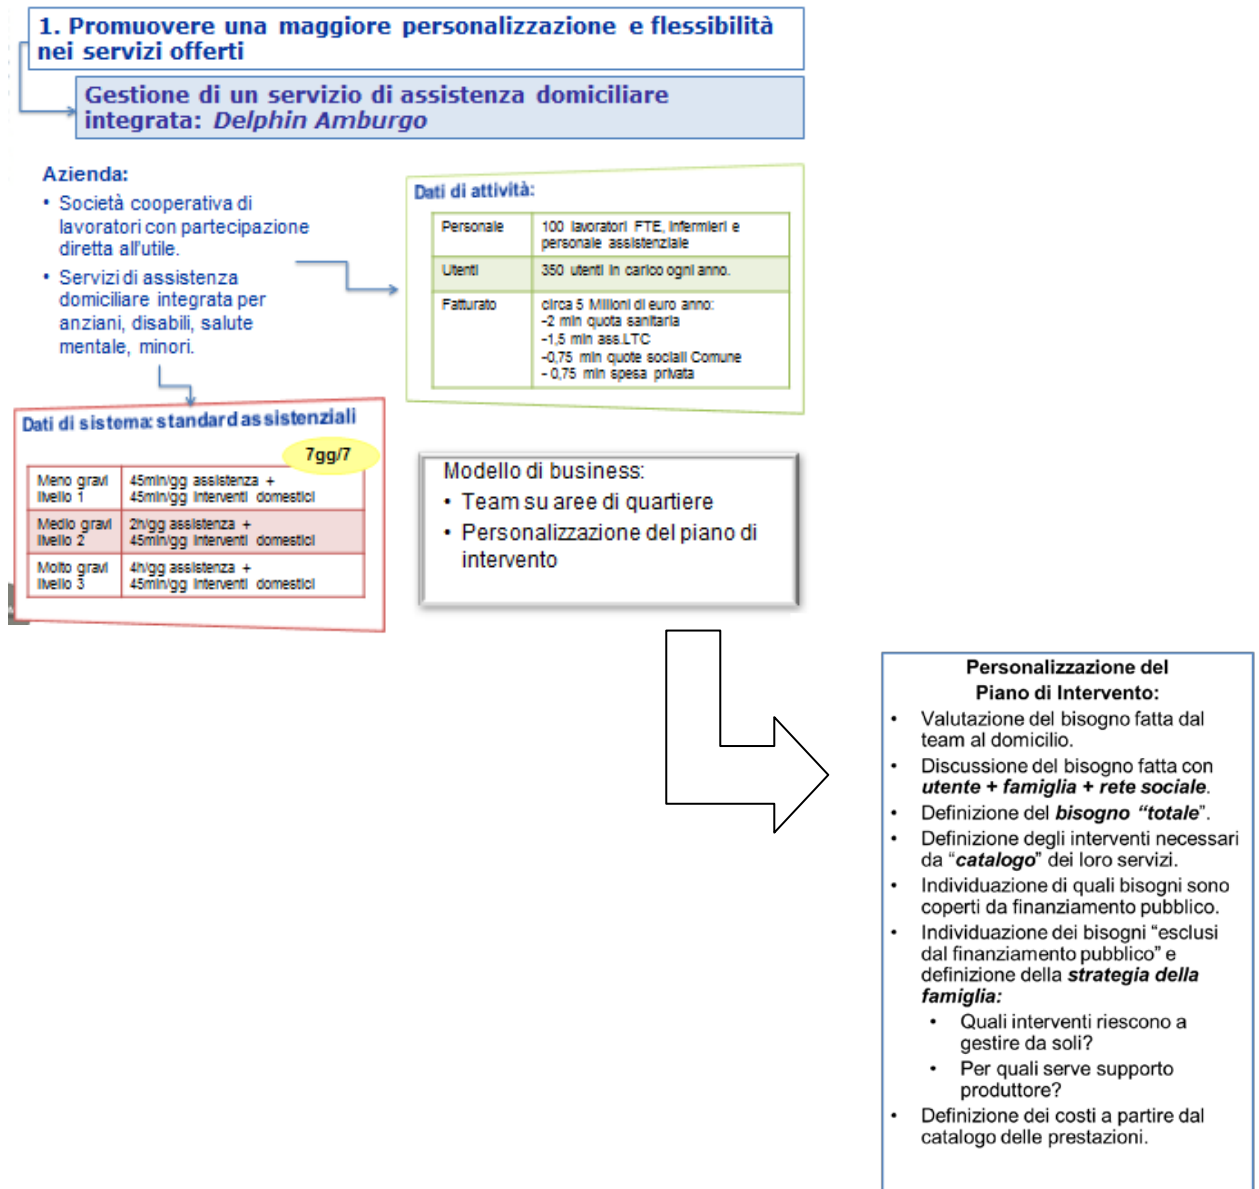 1. Promuovere una maggiore personalizzazione e flessibilità
nei servizi offerti
Gestione di un servizio di assistenza domiciliare
integrata: Delphin Amburgo
Azienda:
• Società cooperativa di
lavoratori con partecipazione
diretta all'utile.
• Servizi di assistenza
domiciliare integrata per
anziani, disabili, salute
mentale, minori.
Dati di attività:
Personale
100 lavoratori FTE, infermieri e
personale assistenziale
Utenti
350 utenti in carico ogni anno.
Fatturato
circa 5 Milioni di euro anno:
-2 mln quota sanitaria
-1,5 mln ass.LTC
-0,75 mln quote sociali Comune
- 0,75 mln spesa privata
Dati di sistema: standard assistenziali
7gg/7
Meno gravi
livello 1
45min/gg assistenza +
45min/gg interventi domestici
Medio gravi
livello 2
2h/gg assistenza +
45min/gg interventi domestici
Molto gravi
livello 3
4h/gg assistenza +
45min/gg interventi domestici
Modello di business:
• Team su aree di quartiere
• Personalizzazione del piano di
intervento
Personalizzazione del
Piano di Intervento:
• Valutazione del bisogno fatta dal
team al domicilio.
• Discussione del bisogno fatta con
utente + famiglia + rete sociale.
• Definizione del bisogno “totale”.
• Definizione degli interventi necessari
da “catalogo” dei loro servizi.
• Individuazione di quali bisogni sono
coperti da finanziamento pubblico.
• Individuazione dei bisogni “esclusi
dal finanziamento pubblico” e
definizione della strategia della
famiglia:
• Quali interventi riescono a
gestire da soli?
• Per quali serve supporto
produttore?
• Definizione dei costi a partire dal
catalogo delle prestazioni.